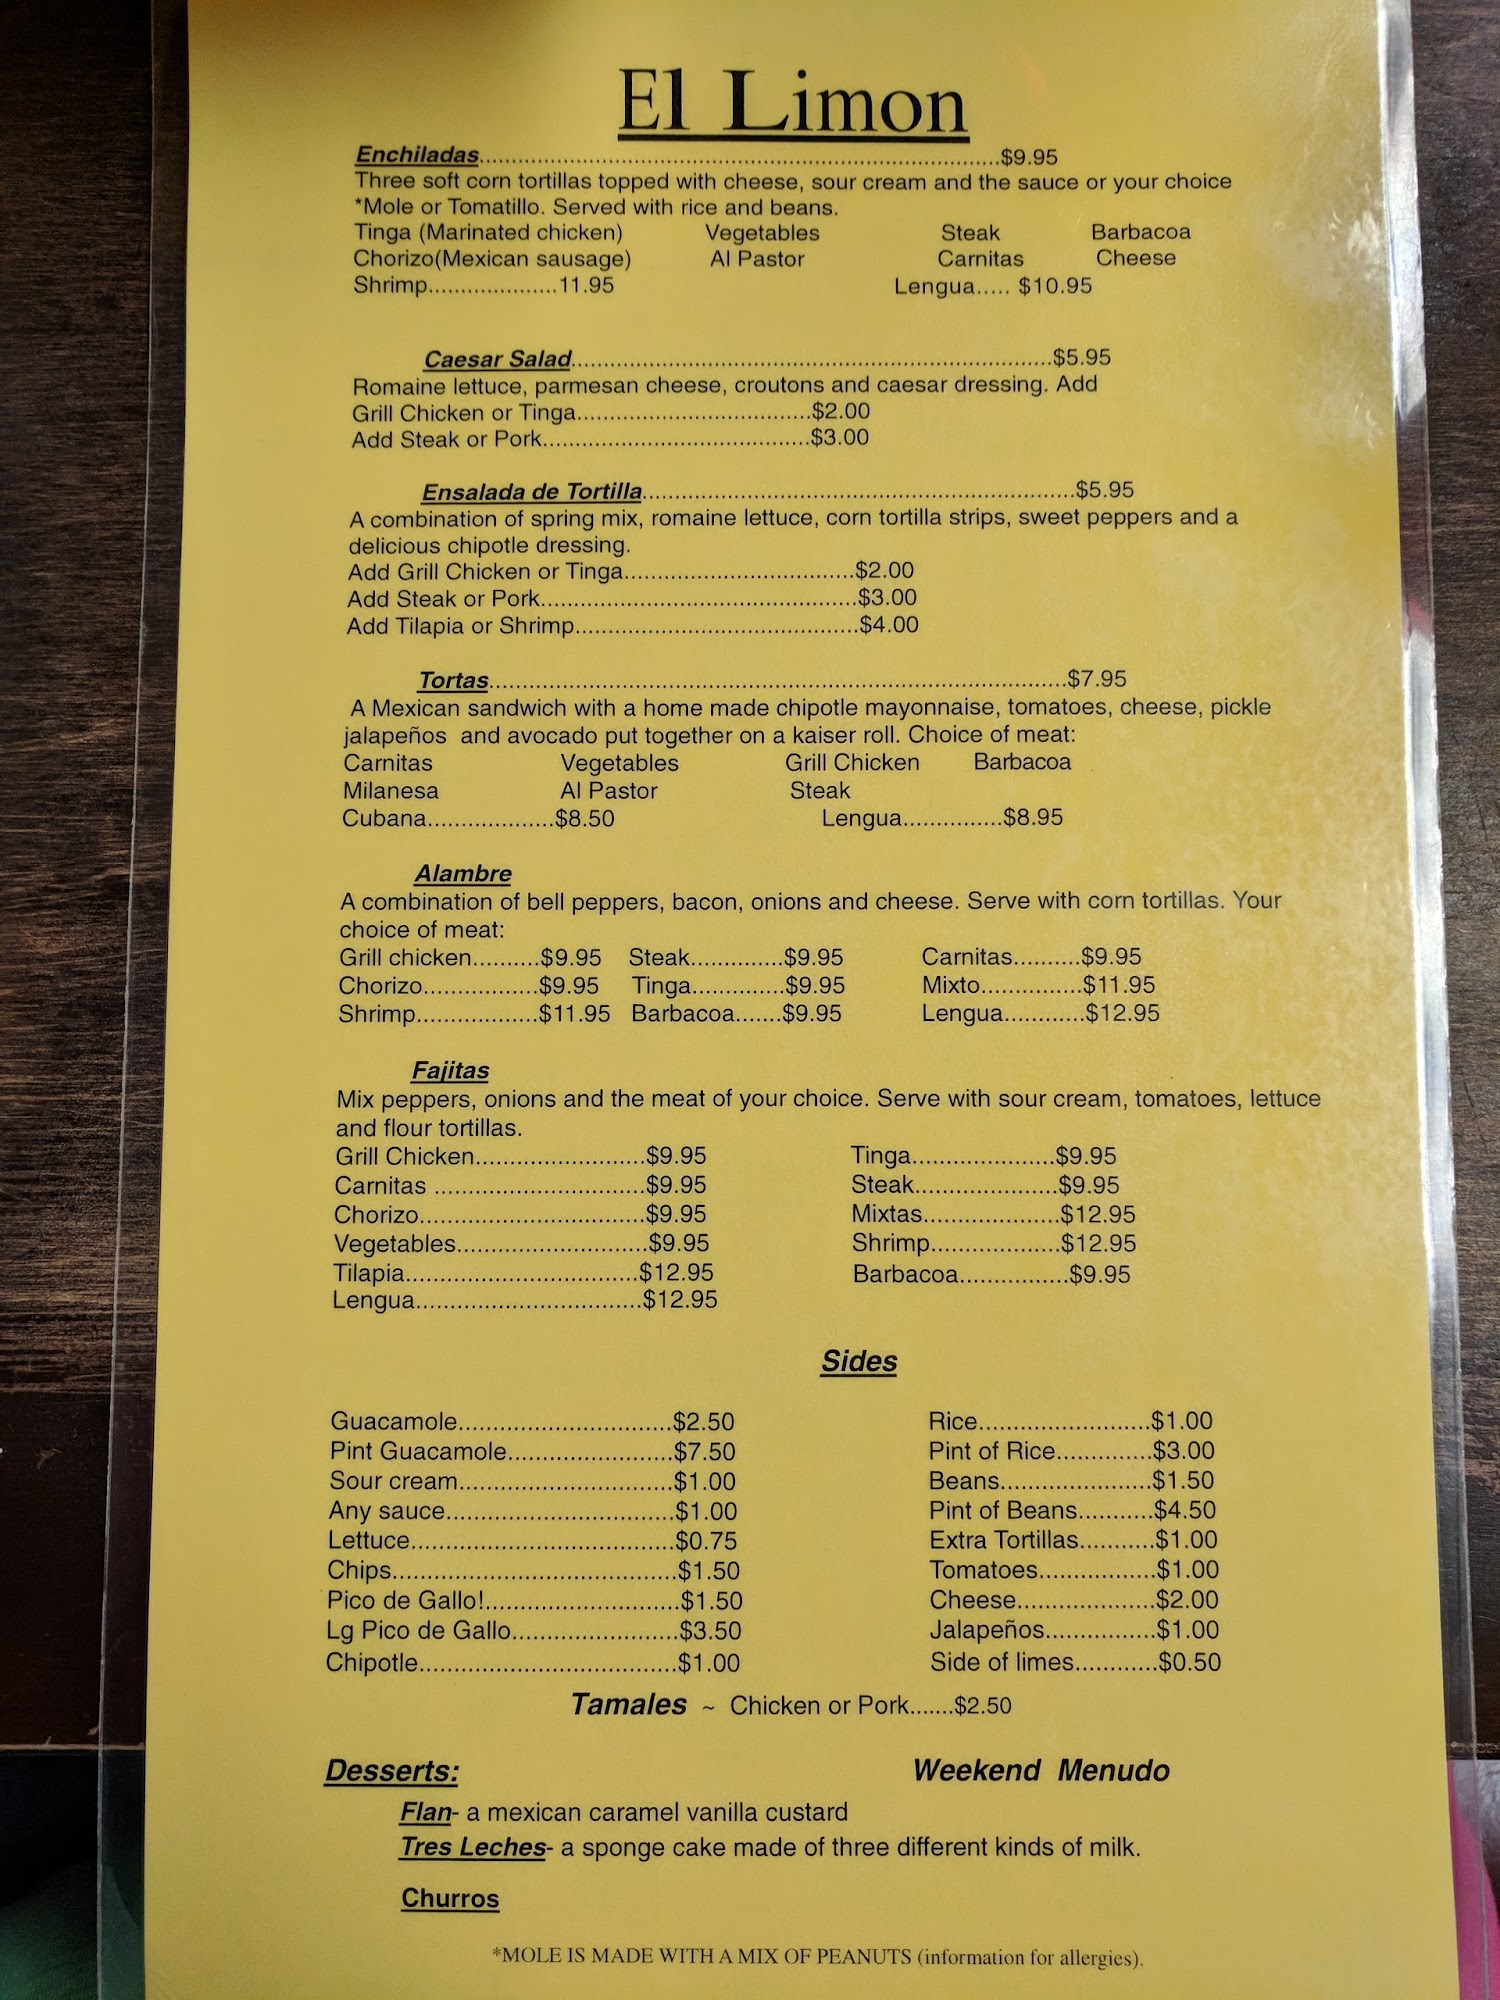 El Limon
Enchiladas................................................................................$9.95
Three soft corn tortillas topped with cheese, sour cream and the sauce or your choice
*Mole or Tomatillo. Served with rice and beans.
Tinga (Marinated chicken) Vegetables Steak Barbacoa
Chorizo(Mexican sausage) Al Pastor Carnitas Cheese
Shrimp....................11.95 Lengua..... $10.95
Caesar Salad..........................................................................$5.95
Romaine lettuce, parmesan cheese, croutons and caesar dressing. Add
Grill Chicken or Tinga..................................$2.00
Add Steak or Pork.......................................$3.00
Ensalada de Tortilla.................................................................$5.95
A combination of spring mix, romaine lettuce, corn tortilla strips, sweet peppers and a
delicious chipotle dressing.
Add Grill Chicken or Tinga..................................$2.00
Add Steak or Pork..............................................$3.00
Add Tilapia or Shrimp.........................................$4.00
Tortas....................................................................................$7.95
A Mexican sandwich with a home made chipotle mayonnaise, tomatoes, cheese, pickle
jalapeños and avocado put together on a kaiser roll. Choice of meat:
Carnitas Vegetables Grill Chicken Barbacoa
Milanesa Al Pastor Steak
Cubana...................$8.50 Lengua...............$8.95
Alambre
A combination of bell peppers, bacon, onions and cheese. Serve with corn tortillas. Your
choice of meat:
Grill chicken..........$9.95 Steak..............$9.95 Carnitas..........$9.95
Chorizo.................$9.95 Tinga..............$9.95 Mixto...............$11.95
Shrimp..................$11.95 Barbacoa.......$9.95 Lengua............$12.95
Fajitas
Mix peppers, onions and the meat of your choice. Serve with sour cream, tomatoes, lettuce
and flour tortillas.
Grill Chicken.........................$9.95 Tinga.....................$9.95
Carnitas ...............................$9.95 Steak.....................$9.95
Chorizo.................................$9.95 Mixtas....................$12.95
Vegetables............................$9.95 Shrimp...................$12.95
Tilapia..................................$12.95 Barbacoa................$9.95
Lengua.................................$12.95
Sides
Guacamole...............................$2.50 Rice.........................$1.00
Pint Guacamole........................$7.50 Pint of Rice..............$3.00
Sour cream...............................$1.00 Beans......................$1.50
Any sauce.................................$1.00 Pint of Beans...........$4.50
Lettuce......................................$0.75 Extra Tortillas...........$1.00
Chips.........................................$1.50 Tomatoes.................$1.00
Pico de Gallo!............................$1.50 Cheese....................$2.00
Lg Pico de Gallo........................$3.50 Jalapeños................$1.00
Chipotle.....................................$1.00 Side of limes............$0.50
Tamales ~ Chicken or Pork.......$2.50
Desserts: Weekend Menudo
Flan- a mexican caramel vanilla custard
Tres Leches- a sponge cake made of three different kinds of milk.
Churros
*MOLE IS MADE WITH A MIX OF PEANUTS (information for allergies).